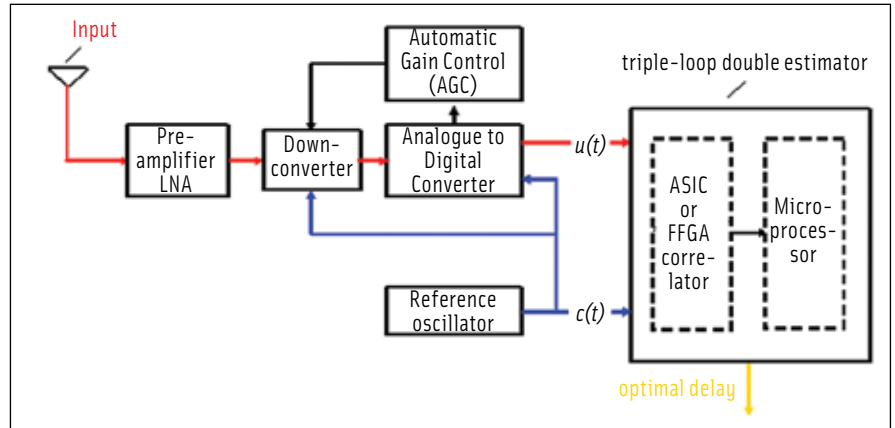 Input
Automatic
Gain Control
(AGC)
triple-loop double estimator
Pre-
amplifier
LNA
Down-
converter
Analogue to
Digital
Converter
u(t)
ASIC
or
FFGA
corre-
lator
Micro-
proces-
sor
Reference
oscillator
c(t)
optimal delay